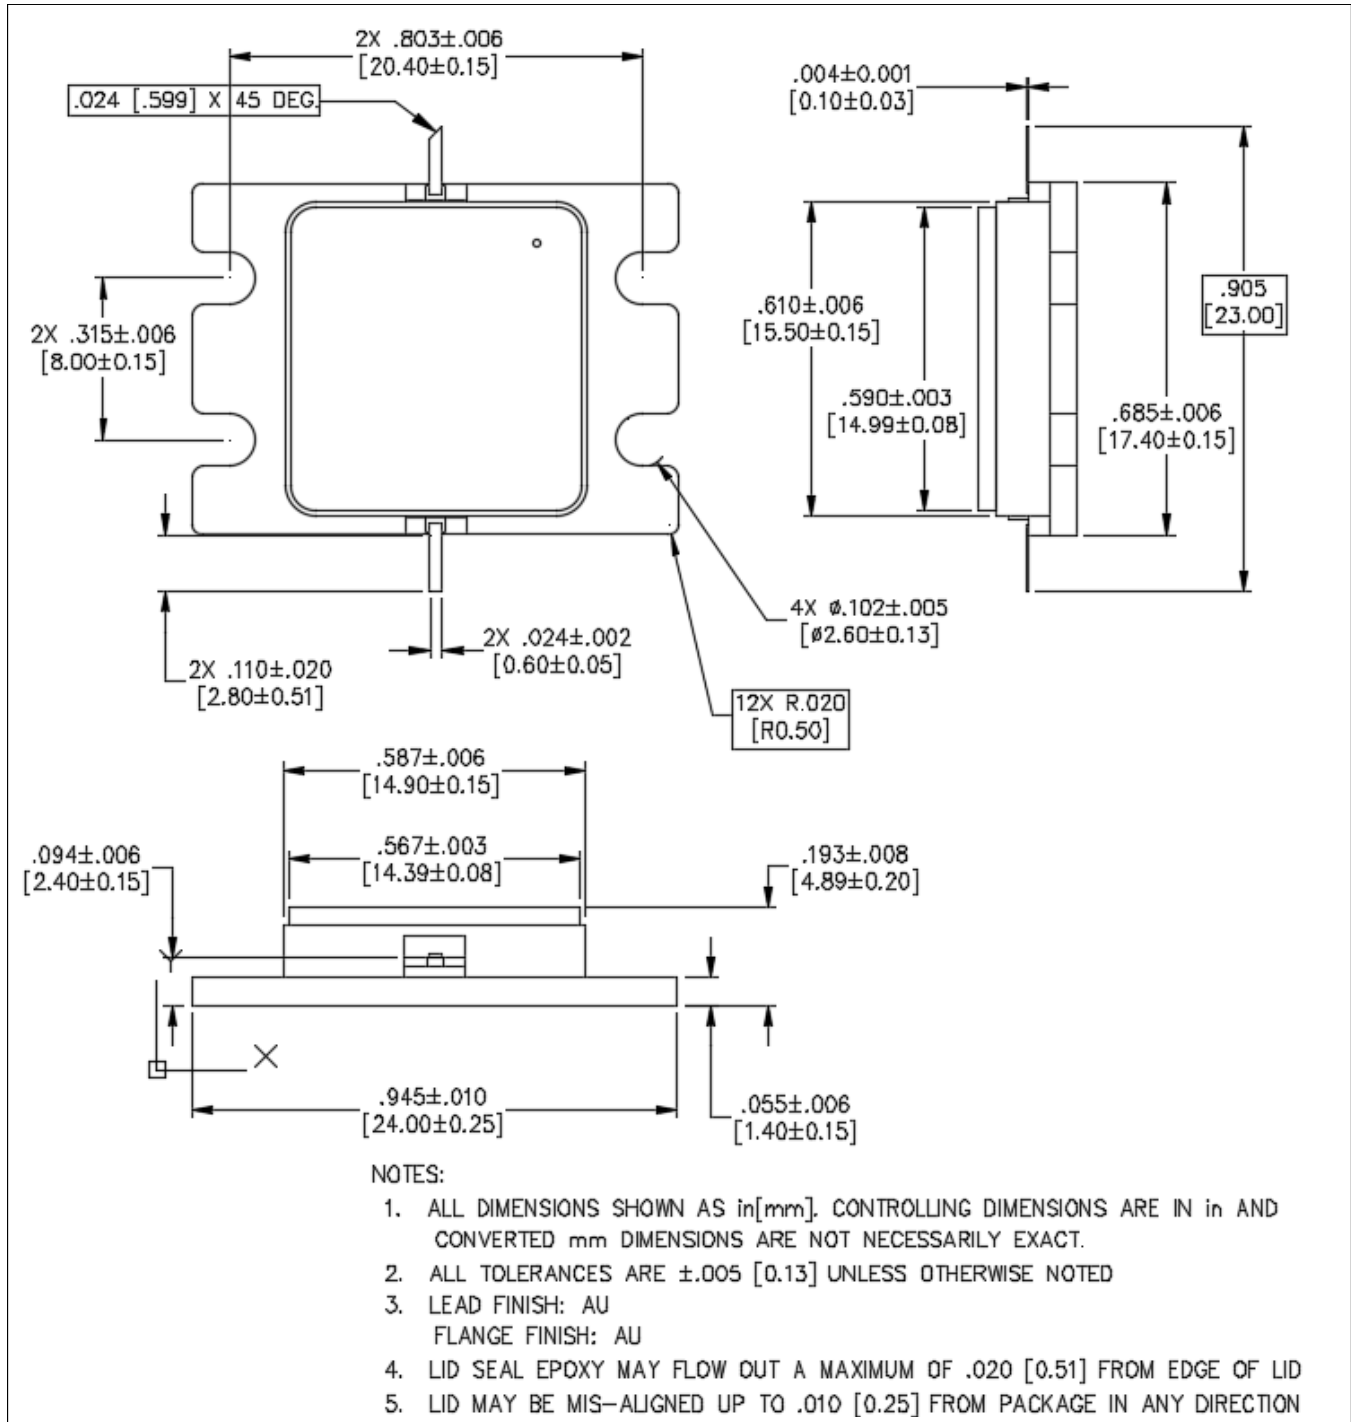 2X .803±.006
[20.40±0.15]
.024 [.599] X 45 DEG.
.004±0.001
[0.10±0.03]
2X .315±.006
[8.00±0.15]
.610±.006
[15.50±0.15]
.905
[23.00]
.590±.003
[14.99±0.08]
.685±.006
[17.40±0.15]
4X ø.102±.005
[ø2.60±0.13]
2X .024±.002
[0.60±0.05]
2X .110±.020
[2.80±0.51]
12X R.020
[R0.50]
.587±.006
[14.90±0.15]
.567±.003
[14.39±0.08]
.094±.006
[2.40±0.15]
.193±.008
[4.89±0.20]
Y
X
.945±.010
[24.00±0.25]
.055±.006
[1.40±0.15]
NOTES:
1. ALL DIMENSIONS SHOWN AS in[mm]. CONTROLLING DIMENSIONS ARE IN in AND
CONVERTED mm DIMENSIONS ARE NOT NECESSARILY EXACT.
2. ALL TOLERANCES ARE ±.005 [0.13] UNLESS OTHERWISE NOTED
3. LEAD FINISH: AU
FLANGE FINISH: AU
4. LID SEAL EPOXY MAY FLOW OUT A MAXIMUM OF .020 [0.51] FROM EDGE OF LID
5. LID MAY BE MIS-ALIGNED UP TO .010 [0.25] FROM PACKAGE IN ANY DIRECTION